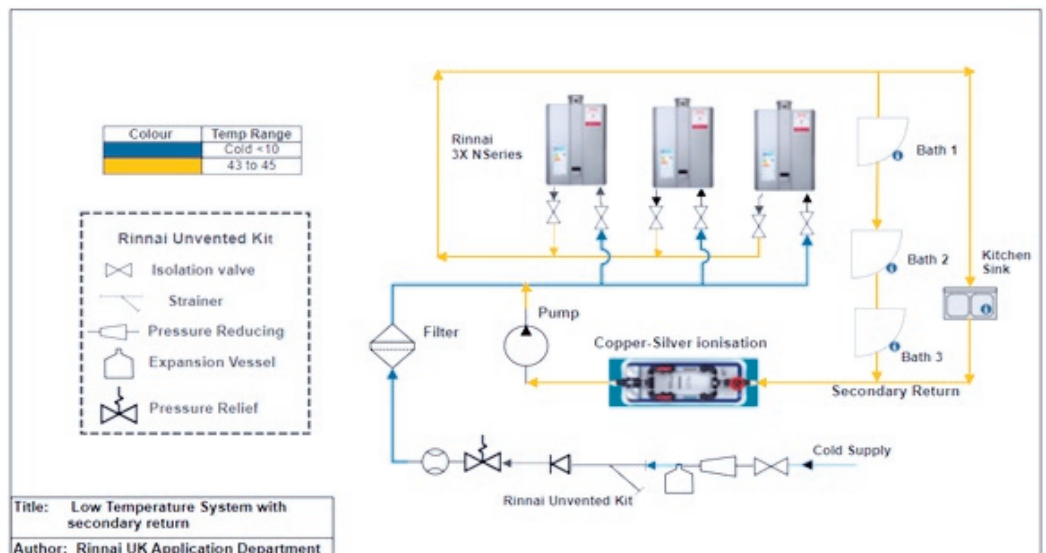 Colour Temp Range
Cold <10
43 to 45
Rinnai Unvented Kit
Isolation valve
Strainer
Pressure Reducing
Expansion Vessel
Pressure Relief
Rinnai
3X NSeries
Bath 1
Bath 2
Kitchen
Sink
Bath 3
Filter
Pump
Copper-Silver ionisation
Secondary Return
Cold Supply
Rinnai Unvented Kit
Title: Low Temperature System with
secondary return
Author: Rinnai UK Application Department